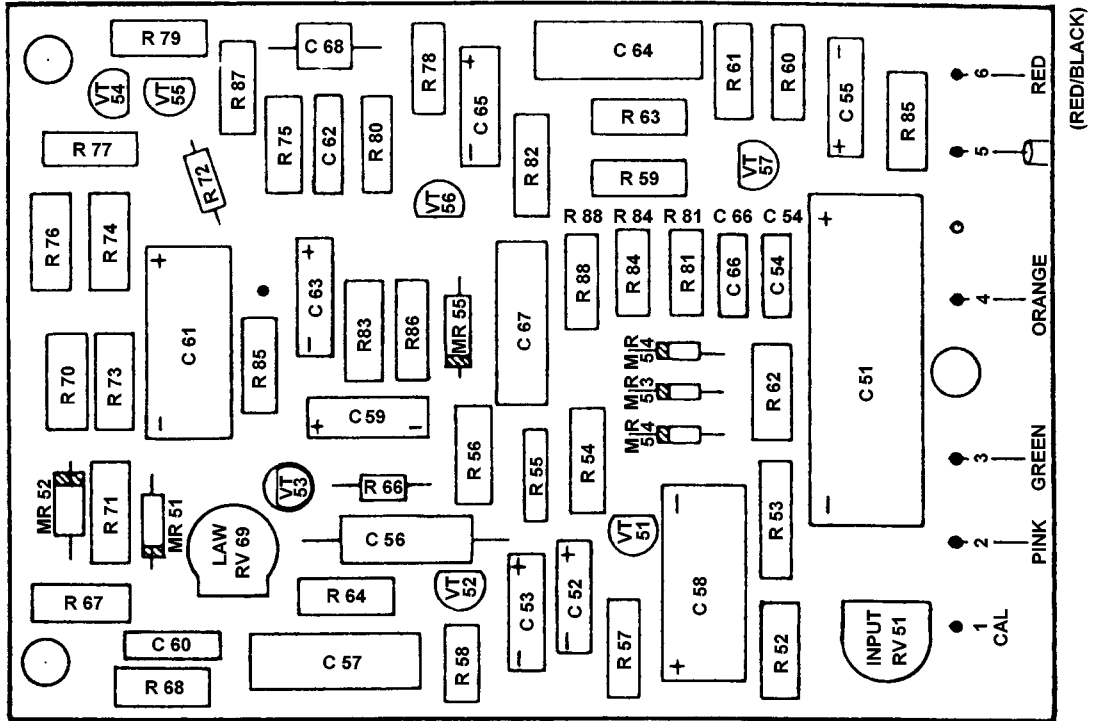 R 79
C 68
R 78
C 64
R 61
R 60
C 55
+
-
R 85
6
RED
(RED/BLACK)
VT 54
VT 55
R 87
+
C 65
-
R 77
R 75
C 62
R 80
R 63
R 82
5
R 72
VT 56
R 59
VT 57
R 76
R 74
R 88
R 84
R 81
C 66
C 54
+
C 61
-
+
C 63
-
R 88
R 84
R 81
C 66
C 54
+
C 51
-
4
ORANGE
R83
R86
MR 55
C 67
R 70
R 73
R 85
MR 54
MR 53
MR 54
R 62
+
C 59
-
R 56
R 55
R 54
MR 52
R 71
MR 51
VT 53
R 66
-
C 58
+
R 53
3
GREEN
LAW
RV 69
C 56
VT 51
2
PINK
R 67
R 64
VT 52
+
C 53
-
+
C 52
-
C 60
C 57
R 58
R 57
R 52
INPUT
RV 51
1
CAL
R 68